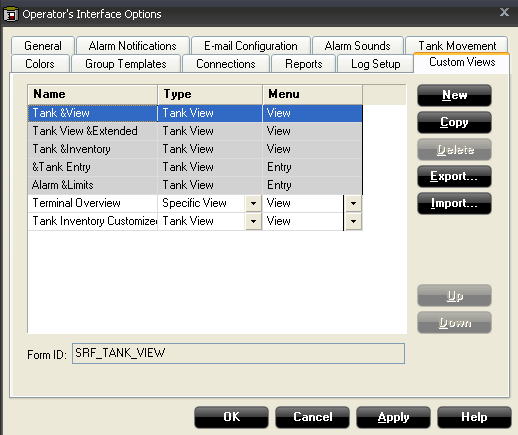 Operator's Interface Options
General Alarm Notifications E-mail Configuration Alarm Sounds Tank Movement
Colors Group Templates Connections Reports Log Setup Custom Views
Name Type Menu
Tank &View Tank View View
Tank View &Extended Tank View View
Tank &Inventory Tank View View
&Tank Entry Tank View Entry
Alarm &Limits Tank View Entry
Terminal Overview Specific View View
Tank Inventory Customize Tank View View
New
Copy
Delete
Export...
Import...
Up
Down
Form ID: SRF_TANK_VIEW
OK Cancel Apply Help